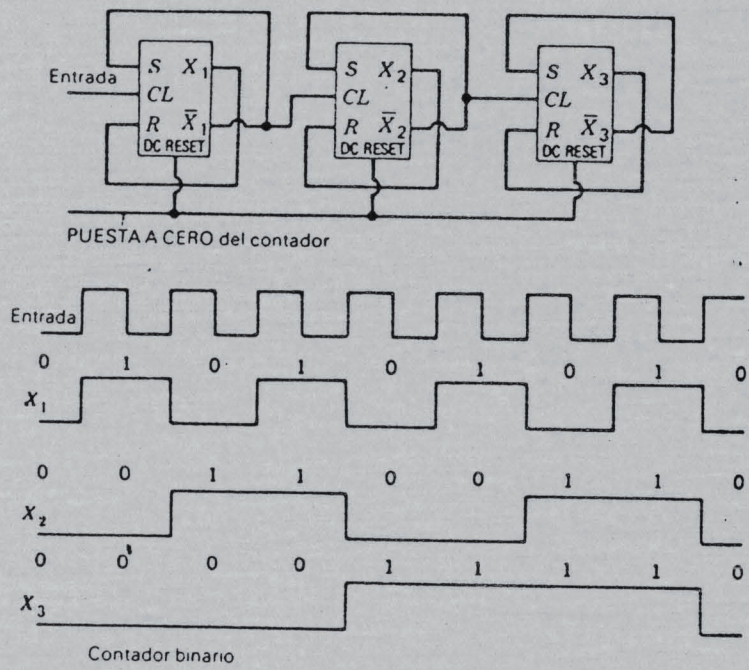 S X₁ S X₂ S X₃
Entrada
CL CL CL
R X̅₁ R X̅₂ R X̅₃
DC RESET DC RESET DC RESET
PUESTA A CERO del contador
Entrada
0 1 0 1 0 1 0 1 0
X₁
0 0 1 1 0 0 1 1 0
X₂
0 0 0 0 1 1 1 1 0
X₃
Contador binario